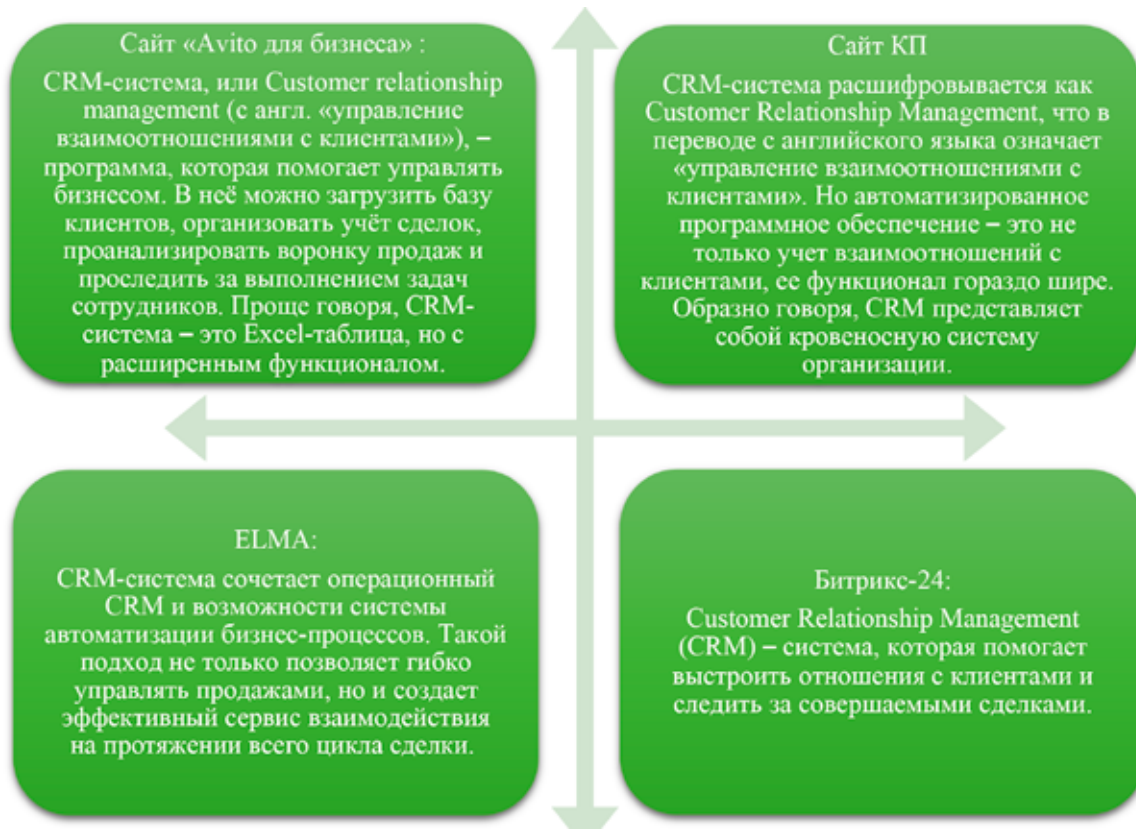 Сайт «Avito для бизнеса» :
CRM-система, или Customer relationship
management (с англ. «управление
взаимоотношениями с клиентами»), –
программа, которая помогает управлять
бизнесом. В неё можно загрузить базу
клиентов, организовать учёт сделок,
проанализировать воронку продаж и
проследить за выполнением задач
сотрудников. Проще говоря, CRM-
система – это Excel-таблица, но с
расширенным функционалом.
Сайт КП
CRM-система расшифровывается как
Customer Relationship Management, что в
переводе с английского языка означает
«управление взаимоотношениями с
клиентами». Но автоматизированное
программное обеспечение – это не
только учет взаимоотношений с
клиентами, ее функционал гораздо шире.
Образно говоря, CRM представляет
собой кровеносную систему
организации.
ELMA:
CRM-система сочетает операционный
CRM и возможности системы
автоматизации бизнес-процессов. Такой
подход не только позволяет гибко
управлять продажами, но и создает
эффективный сервис взаимодействия
на протяжении всего цикла сделки.
Битрикс-24:
Customer Relationship Management
(CRM) – система, которая помогает
выстроить отношения с клиентами и
следить за совершаемыми сделками.